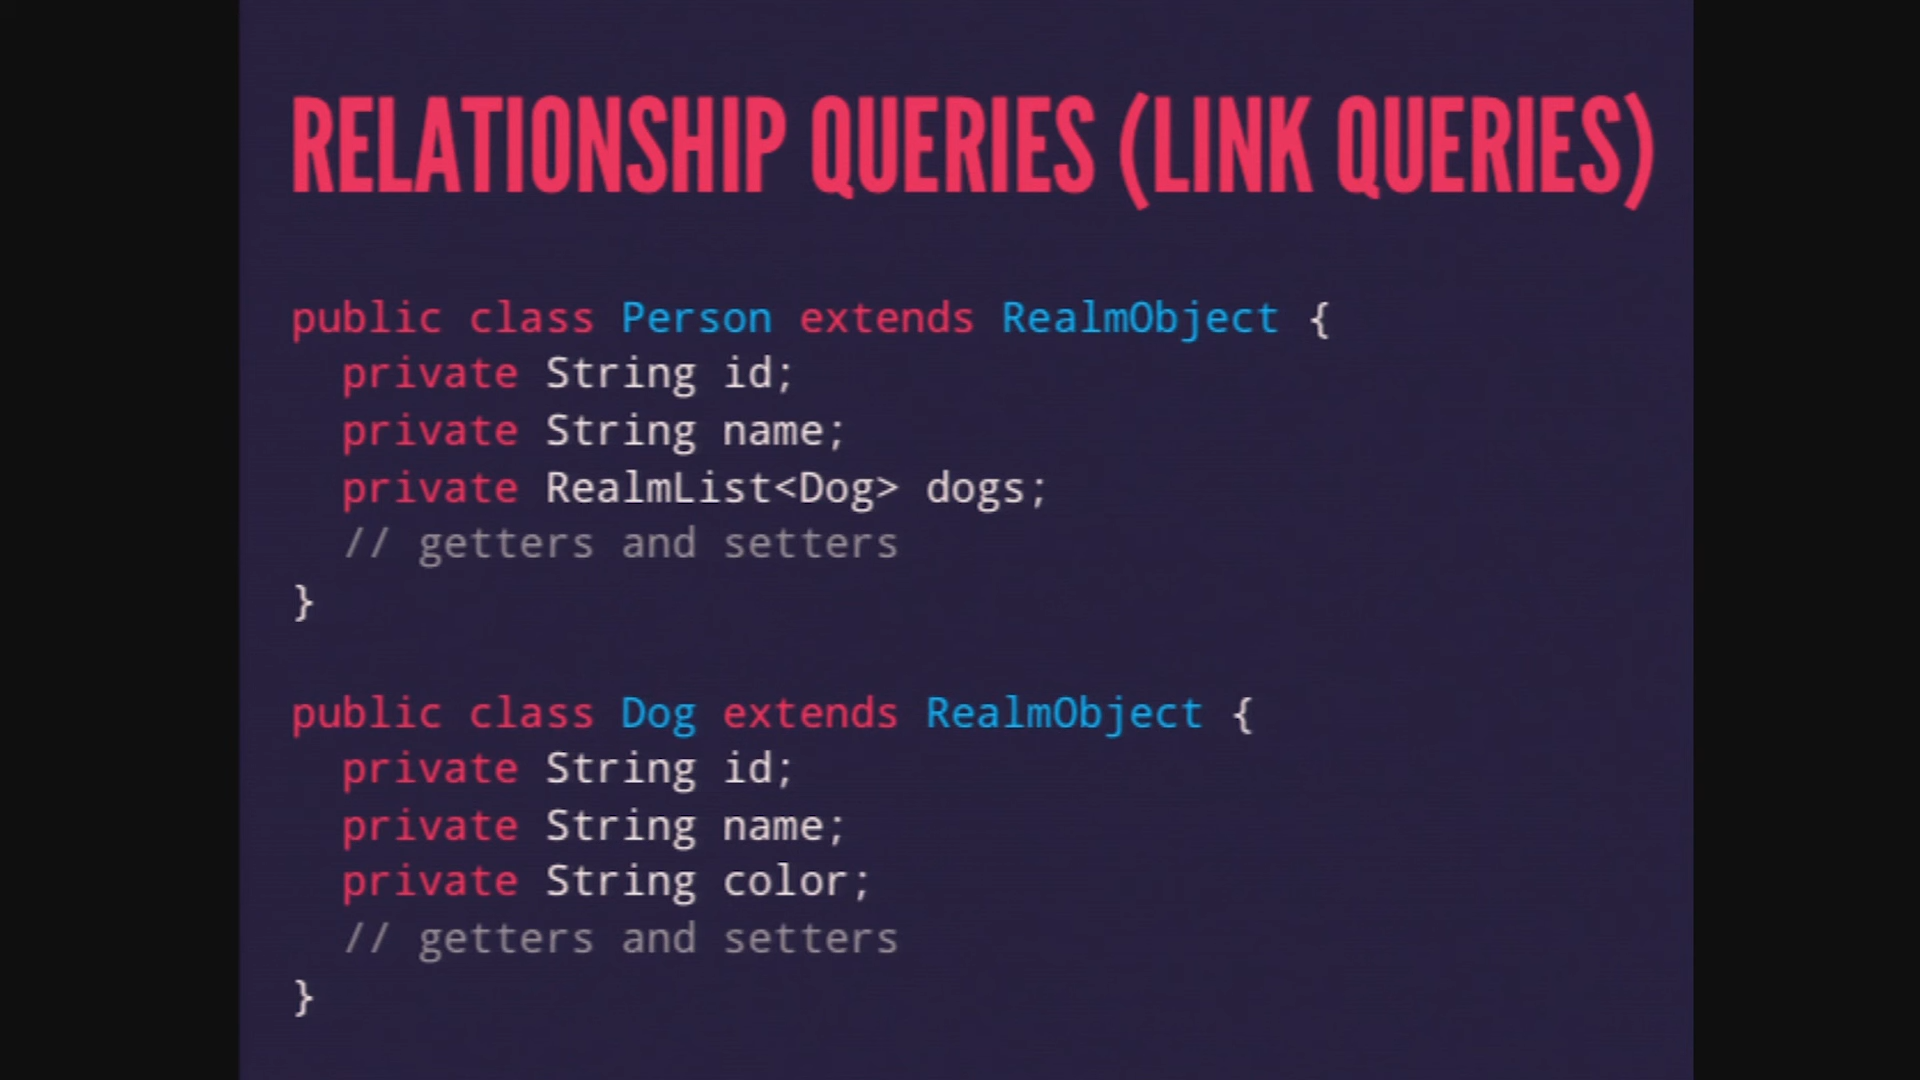 RELATIONSHIP QUERIES (LINK QUERIES)
public class Person extends RealmObject {
private String id;
private String name;
private RealmList<Dog> dogs;
// getters and setters
}
public class Dog extends RealmObject {
private String id;
private String name;
private String color;
// getters and setters
}